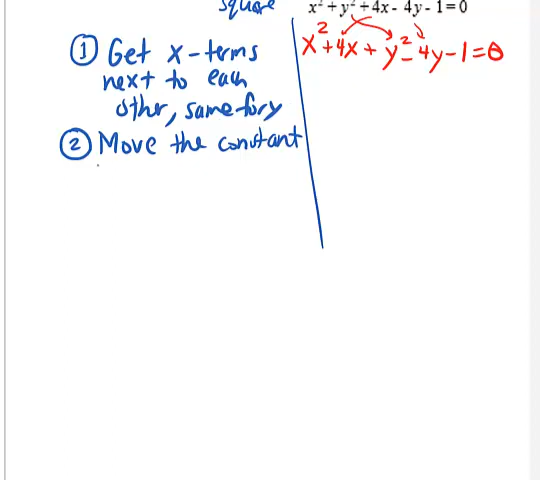 square
x² + y² + 4x - 4y - 1 = 0
x² + 4x + y² - 4y - 1 = 0
① Get x-terms
next to each
other, same for y
② Move the constant